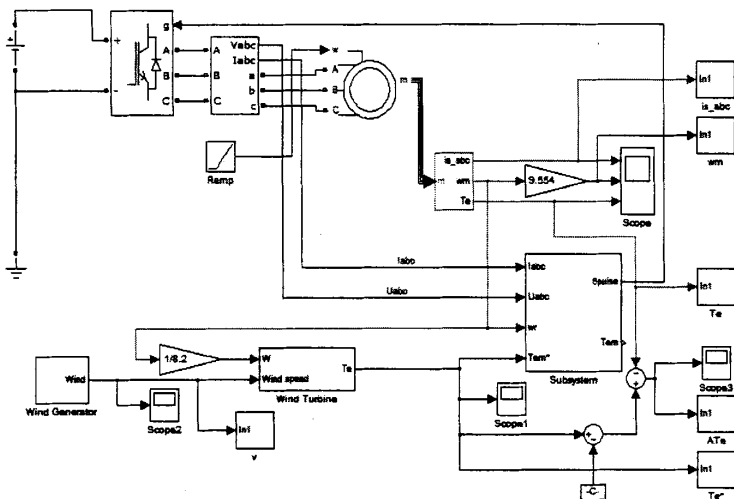 +
g
+
A
B
C
-
A
B
C
Vabc
Iabc
a
b
c
w
A
B
C
m
In1
is_abc
In1
wm
Ramp
m
is_abc
wm
Te
9.554
Scope
Iabc
Uabc
Iabc
Uabc
wr
Tem*
Spulse
Tem
Subsystem
In1
Te
1/8.2
W
Wind speed
Te
Wind Turbine
Wind
Wind Generator
Scope2
In1
v
Scope1
Scope3
In1
ATe
-C-
In1
Te*